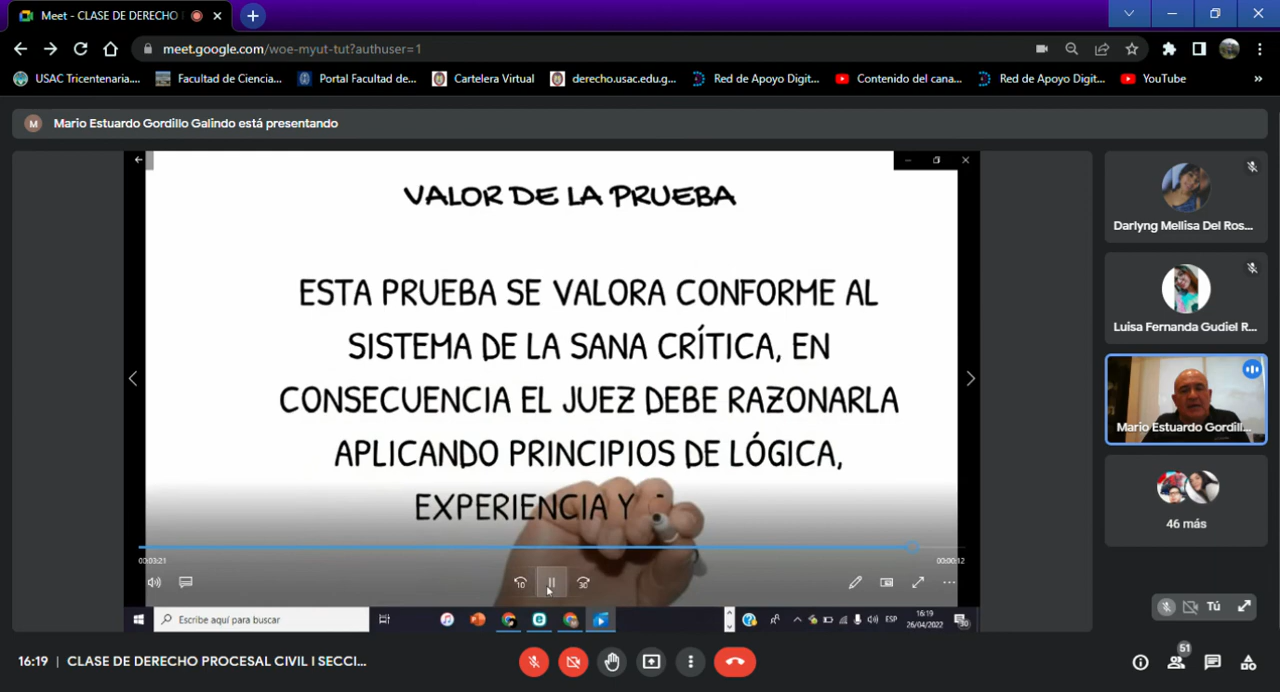 Meet - CLASE DE DERECHO
meet.google.com/woe-myut-tut?authuser=1
USAC Tricentenaria....
Facultad de Ciencia...
Portal Facultad de...
Cartelera Virtual
derecho.usac.edu.g...
Red de Apoyo Digit...
Contenido del cana...
Red de Apoyo Digit...
YouTube
»
M
Mario Estuardo Gordillo Galindo está presentando
VALOR DE LA PRUEBA
ESTA PRUEBA SE VALORA CONFORME AL
SISTEMA DE LA SANA CRÍTICA, EN
CONSECUENCIA EL JUEZ DEBE RAZONARLA
APLICANDO PRINCIPIOS DE LÓGICA,
EXPERIENCIA Y
00:03:21
00:00:12
10
30
Escribe aquí para buscar
ESP
16:19
26/04/2022
30
Darlyng Mellisa Del Ros...
Luisa Fernanda Gudiel R...
Mario Estuardo Gordill...
46 más
Tú
16:19 | CLASE DE DERECHO PROCESAL CIVIL I SECCI...
51